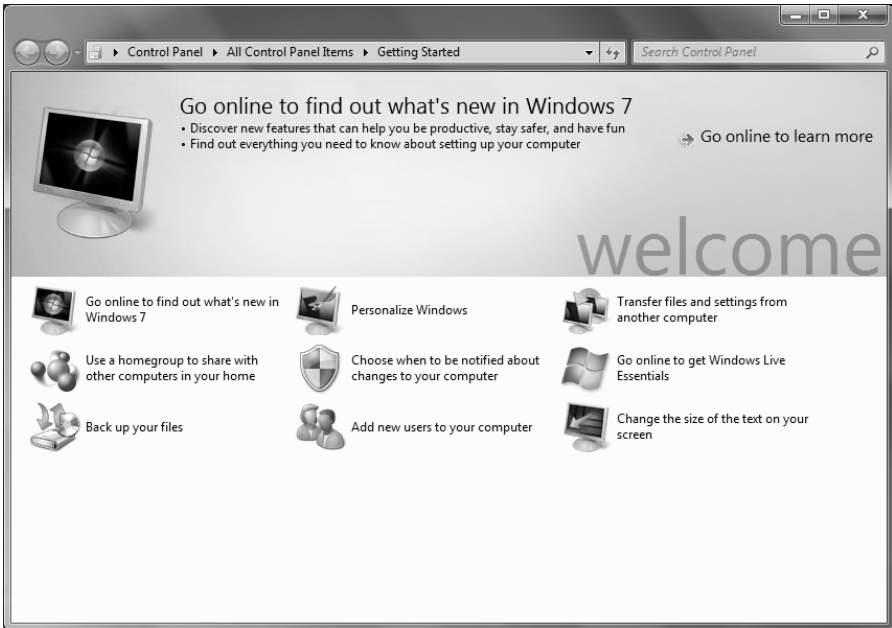 Control Panel ▸ All Control Panel Items ▸ Getting Started
Search Control Panel
Go online to find out what's new in Windows 7
• Discover new features that can help you be productive, stay safer, and have fun
• Find out everything you need to know about setting up your computer
Go online to learn more
welcome
Go online to find out what's new in
Windows 7
Personalize Windows
Transfer files and settings from
another computer
Use a homegroup to share with
other computers in your home
Choose when to be notified about
changes to your computer
Go online to get Windows Live
Essentials
Back up your files
Add new users to your computer
Change the size of the text on your
screen